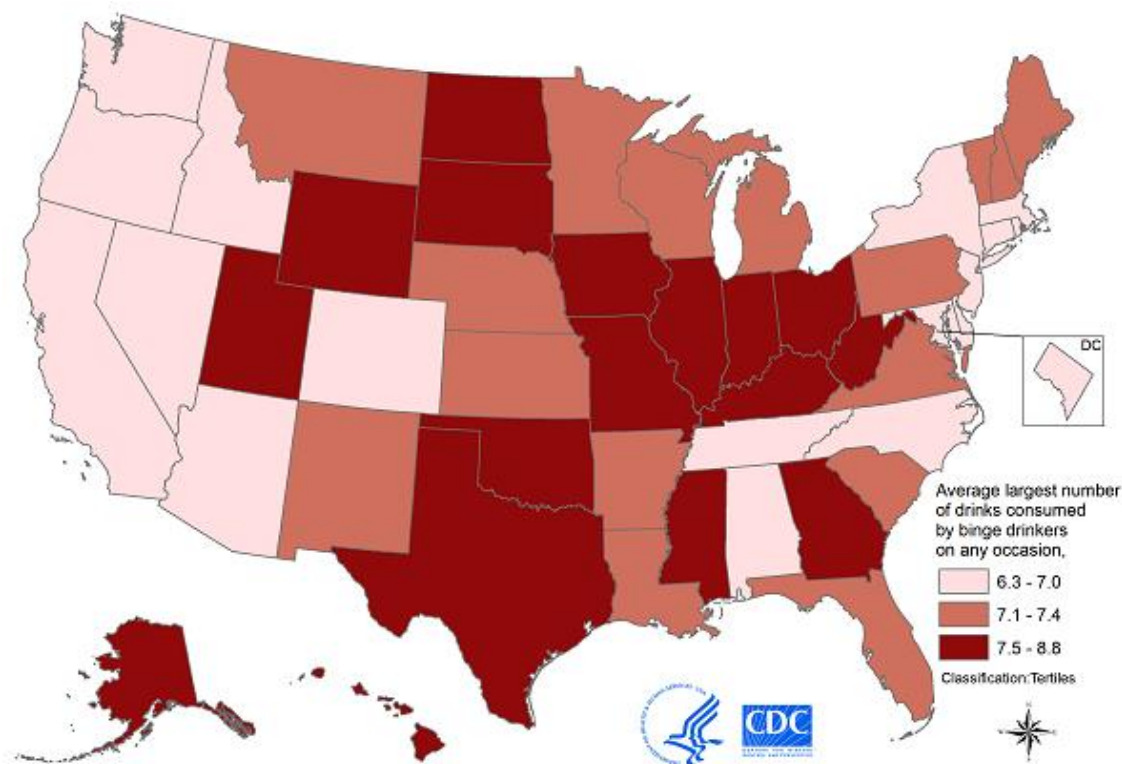 DC
Average largest number
of drinks consumed
by binge drinkers
on any occasion,
6.3 - 7.0
7.1 - 7.4
7.5 - 8.8
Classification:Tertiles
CDC